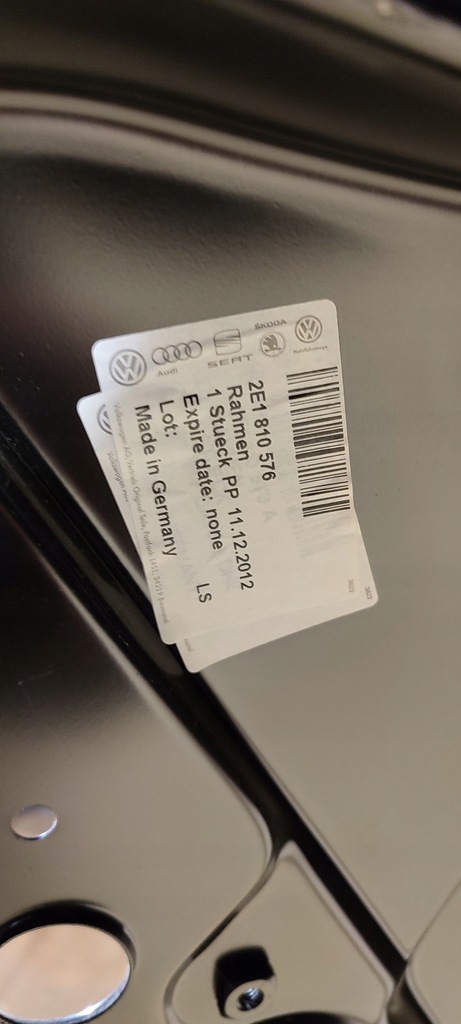 Audi
SEAT
ŠKODA
Nutzfahrzeuge
2E1 810 576
Rahmen
1 Stueck PP 11.12.2012
Expire date: none
LS
Lot:
Made in Germany